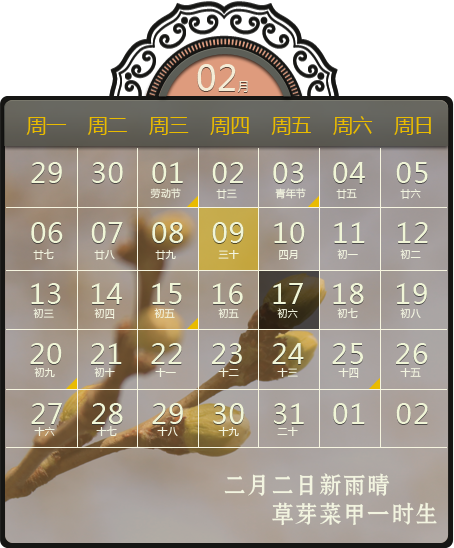 02月
周一 周二 周三 周四 周五 周六 周日
29 30 01 02 03 04 05
劳动节 廿三 青年节 廿五 廿六
06 07 08 09 10 11 12
廿七 廿八 廿九 三十 四月 初一 初二
13 14 15 16 17 18 19
初三 初四 初五 初五 初六 初七 初八
20 21 22 23 24 25 26
初九 初十 十一 十二 十三 十四 十五
27 28 29 30 31 01 02
十六 十七 十八 十九 二十
二月二日新雨晴
草芽菜甲一时生